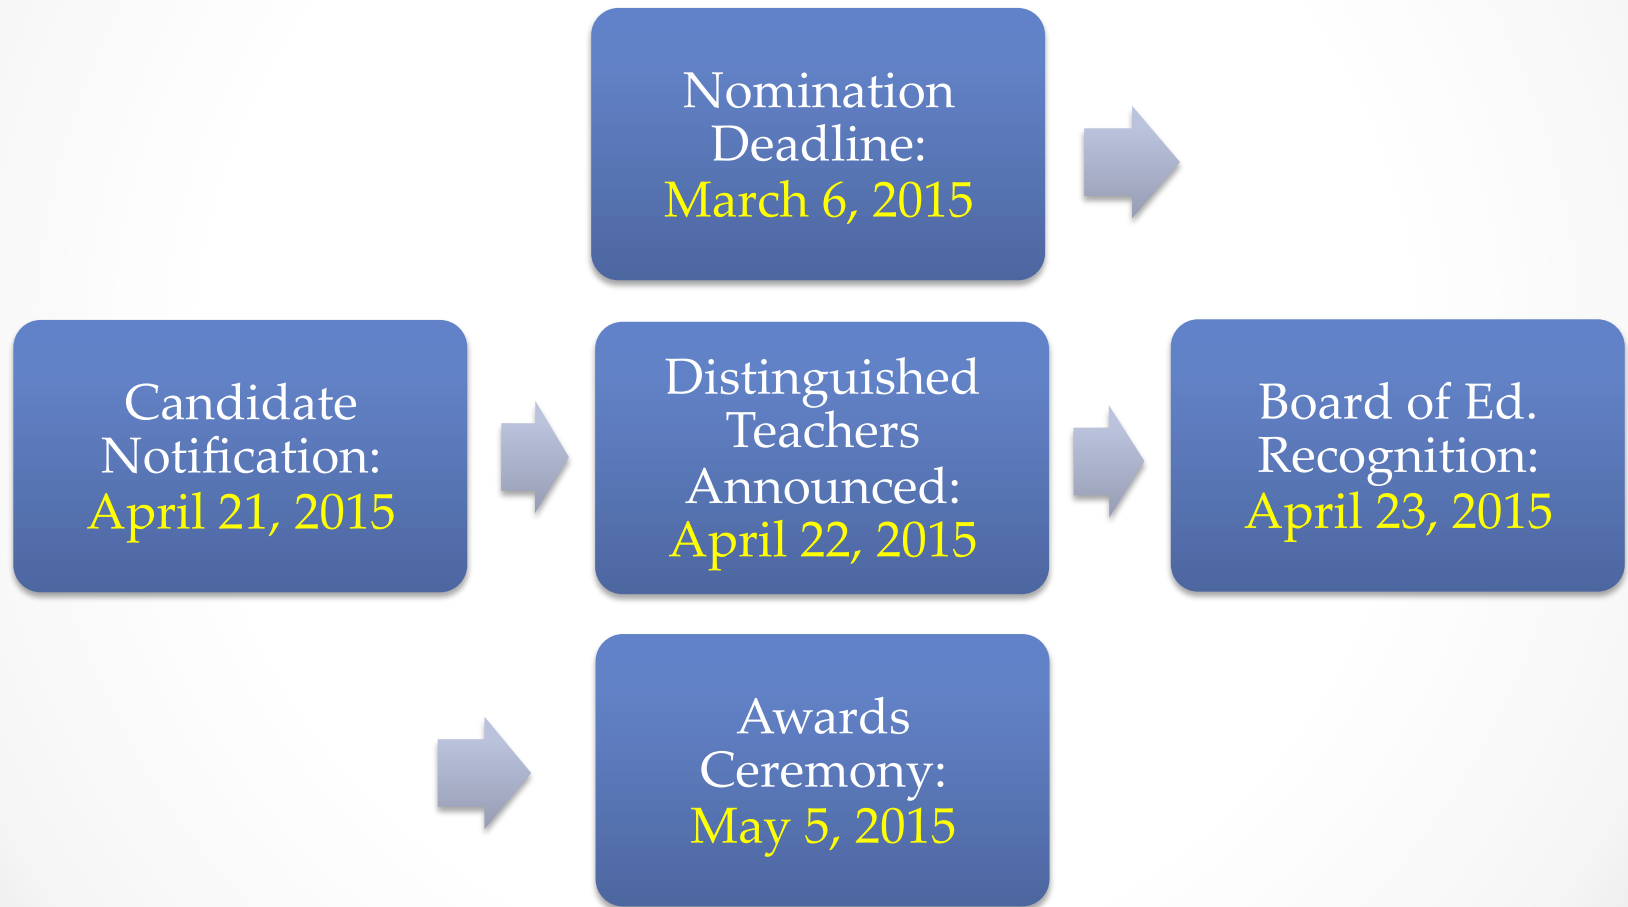 Nomination
Deadline:
March 6, 2015
Candidate
Notification:
April 21, 2015
Distinguished
Teachers
Announced:
April 22, 2015
Board of Ed.
Recognition:
April 23, 2015
Awards
Ceremony:
May 5, 2015